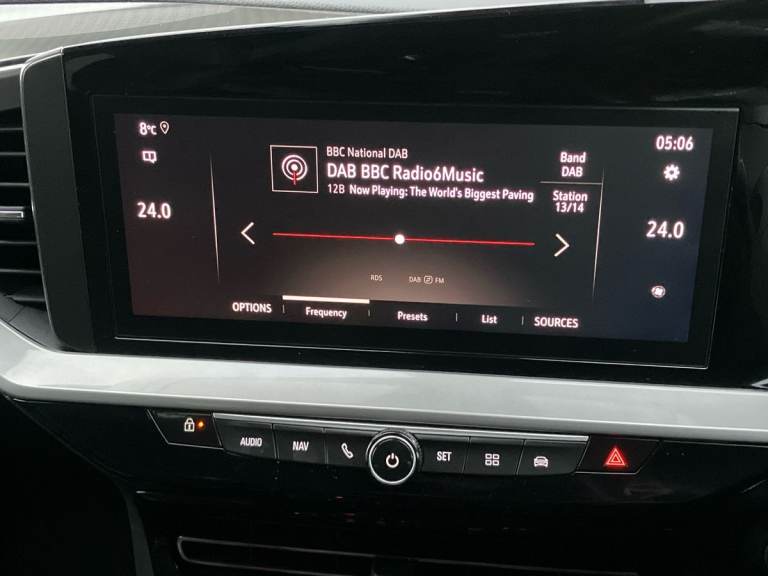 8°C
05:06
BBC National DAB
DAB BBC Radio6Music
12B Now Playing: The World's Biggest Paving
Band
DAB
Station
13/14
24.0
24.0
RDS
DAB FM
OPTIONS
Frequency
Presets
List
SOURCES
AUDIO
NAV
SET